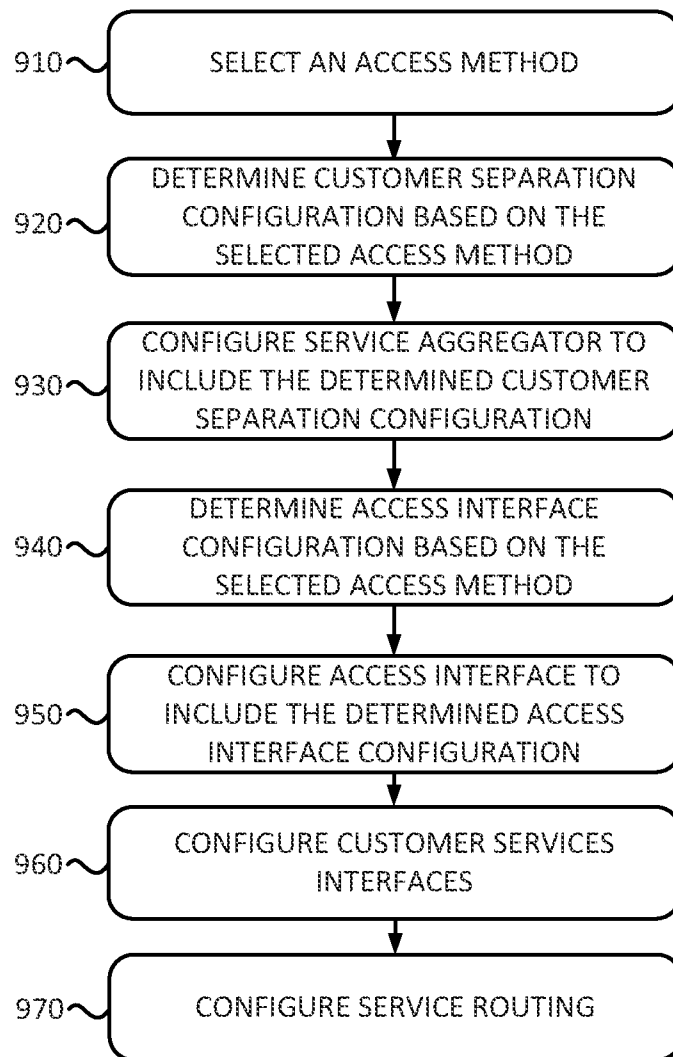 910
SELECT AN ACCESS METHOD
920
DETERMINE CUSTOMER SEPARATION
CONFIGURATION BASED ON THE
SELECTED ACCESS METHOD
930
CONFIGURE SERVICE AGGREGATOR TO
INCLUDE THE DETERMINED CUSTOMER
SEPARATION CONFIGURATION
940
DETERMINE ACCESS INTERFACE
CONFIGURATION BASED ON THE
SELECTED ACCESS METHOD
950
CONFIGURE ACCESS INTERFACE TO
INCLUDE THE DETERMINED ACCESS
INTERFACE CONFIGURATION
960
CONFIGURE CUSTOMER SERVICES
INTERFACES
970
CONFIGURE SERVICE ROUTING